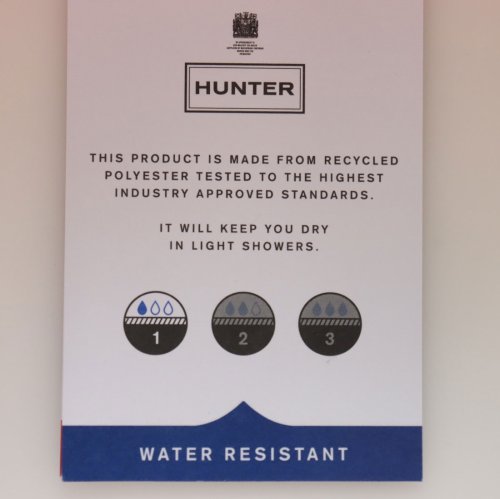 HUNTER
THIS PRODUCT IS MADE FROM RECYCLED
POLYESTER TESTED TO THE HIGHEST
INDUSTRY APPROVED STANDARDS.
IT WILL KEEP YOU DRY
IN LIGHT SHOWERS.
1 2 3
WATER RESISTANT